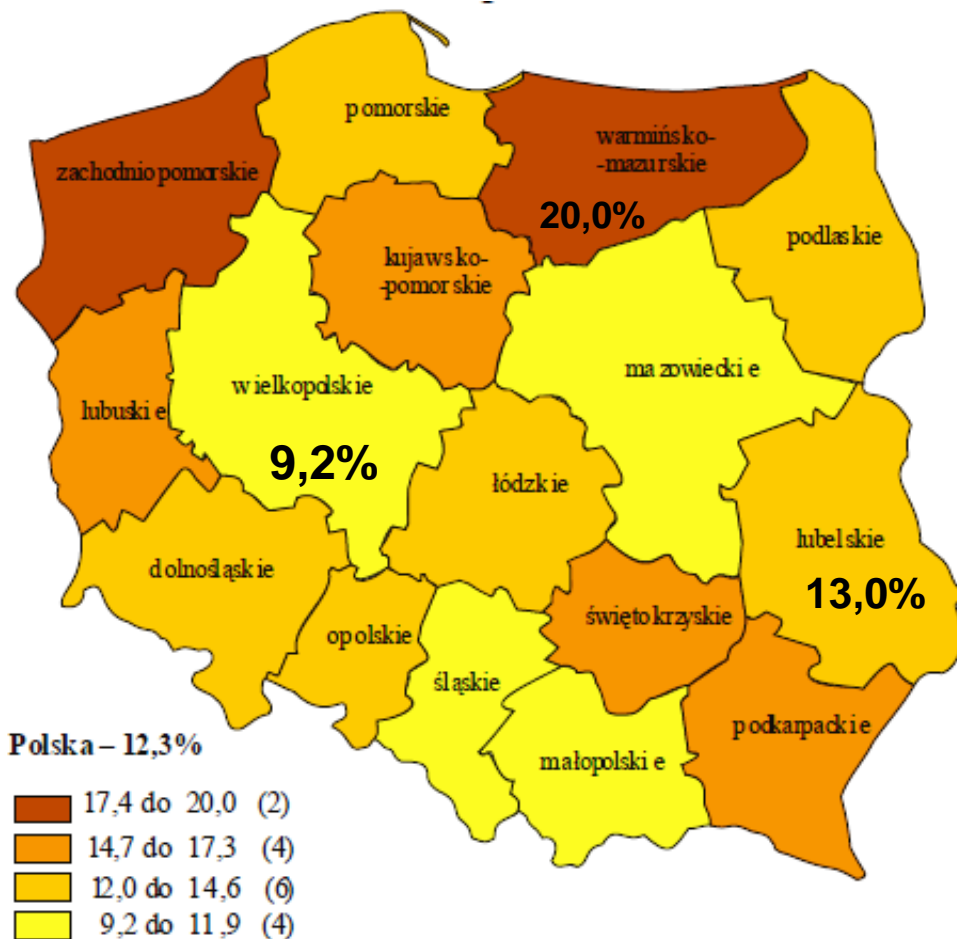 pomorskie
warmińsko-
-mazurskie
zachodniopomorskie
20,0%
podlaskie
kujawsko-
-pomorskie
mazowieckie
wielkopolskie
lubuskie
9,2%
łódzkie
lubelskie
dolnośląskie
13,0%
świętokrzyskie
opolskie
śląskie
podkarpackie
Polska – 12,3%
małopolskie
17,4 do 20,0 (2)
14,7 do 17,3 (4)
12,0 do 14,6 (6)
9,2 do 11,9 (4)